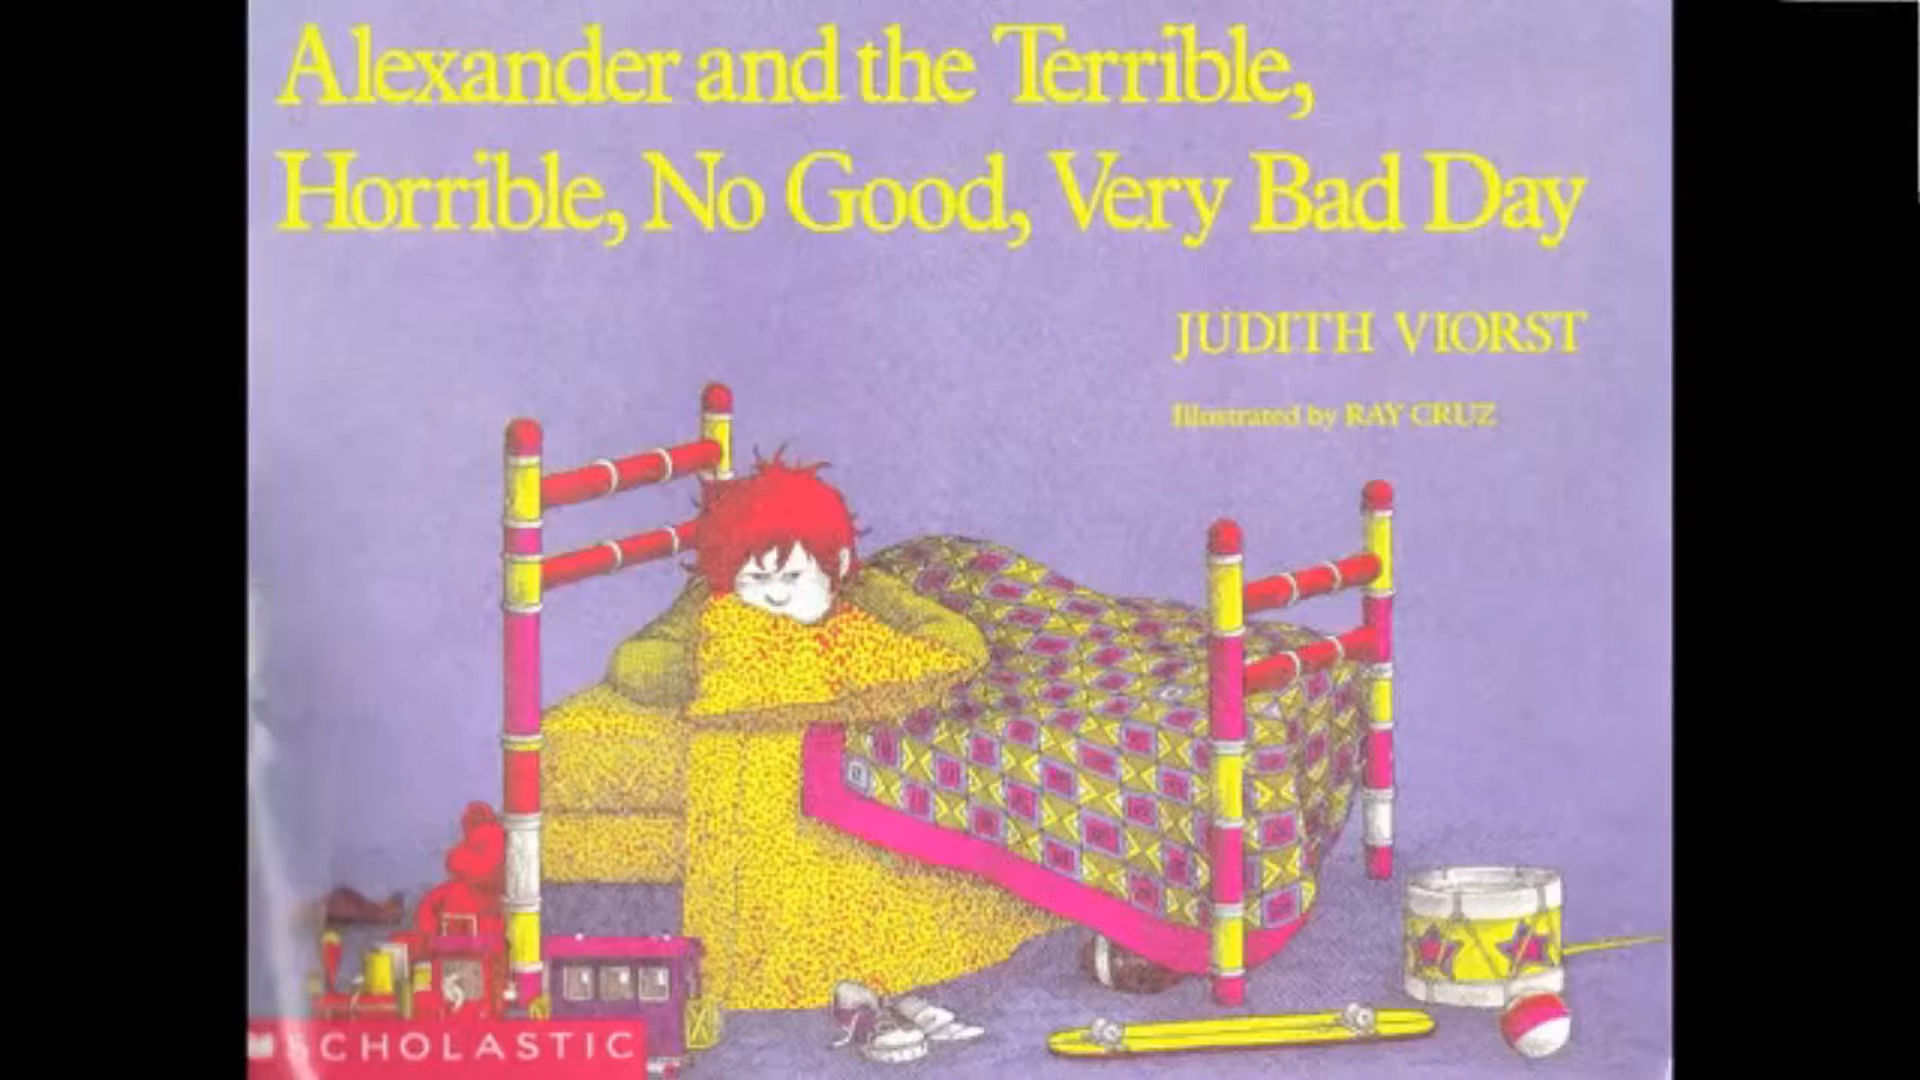 Alexander and the Terrible,
Horrible, No Good, Very Bad Day
JUDITH VIORST
Illustrated by RAY CRUZ
SCHOLASTIC